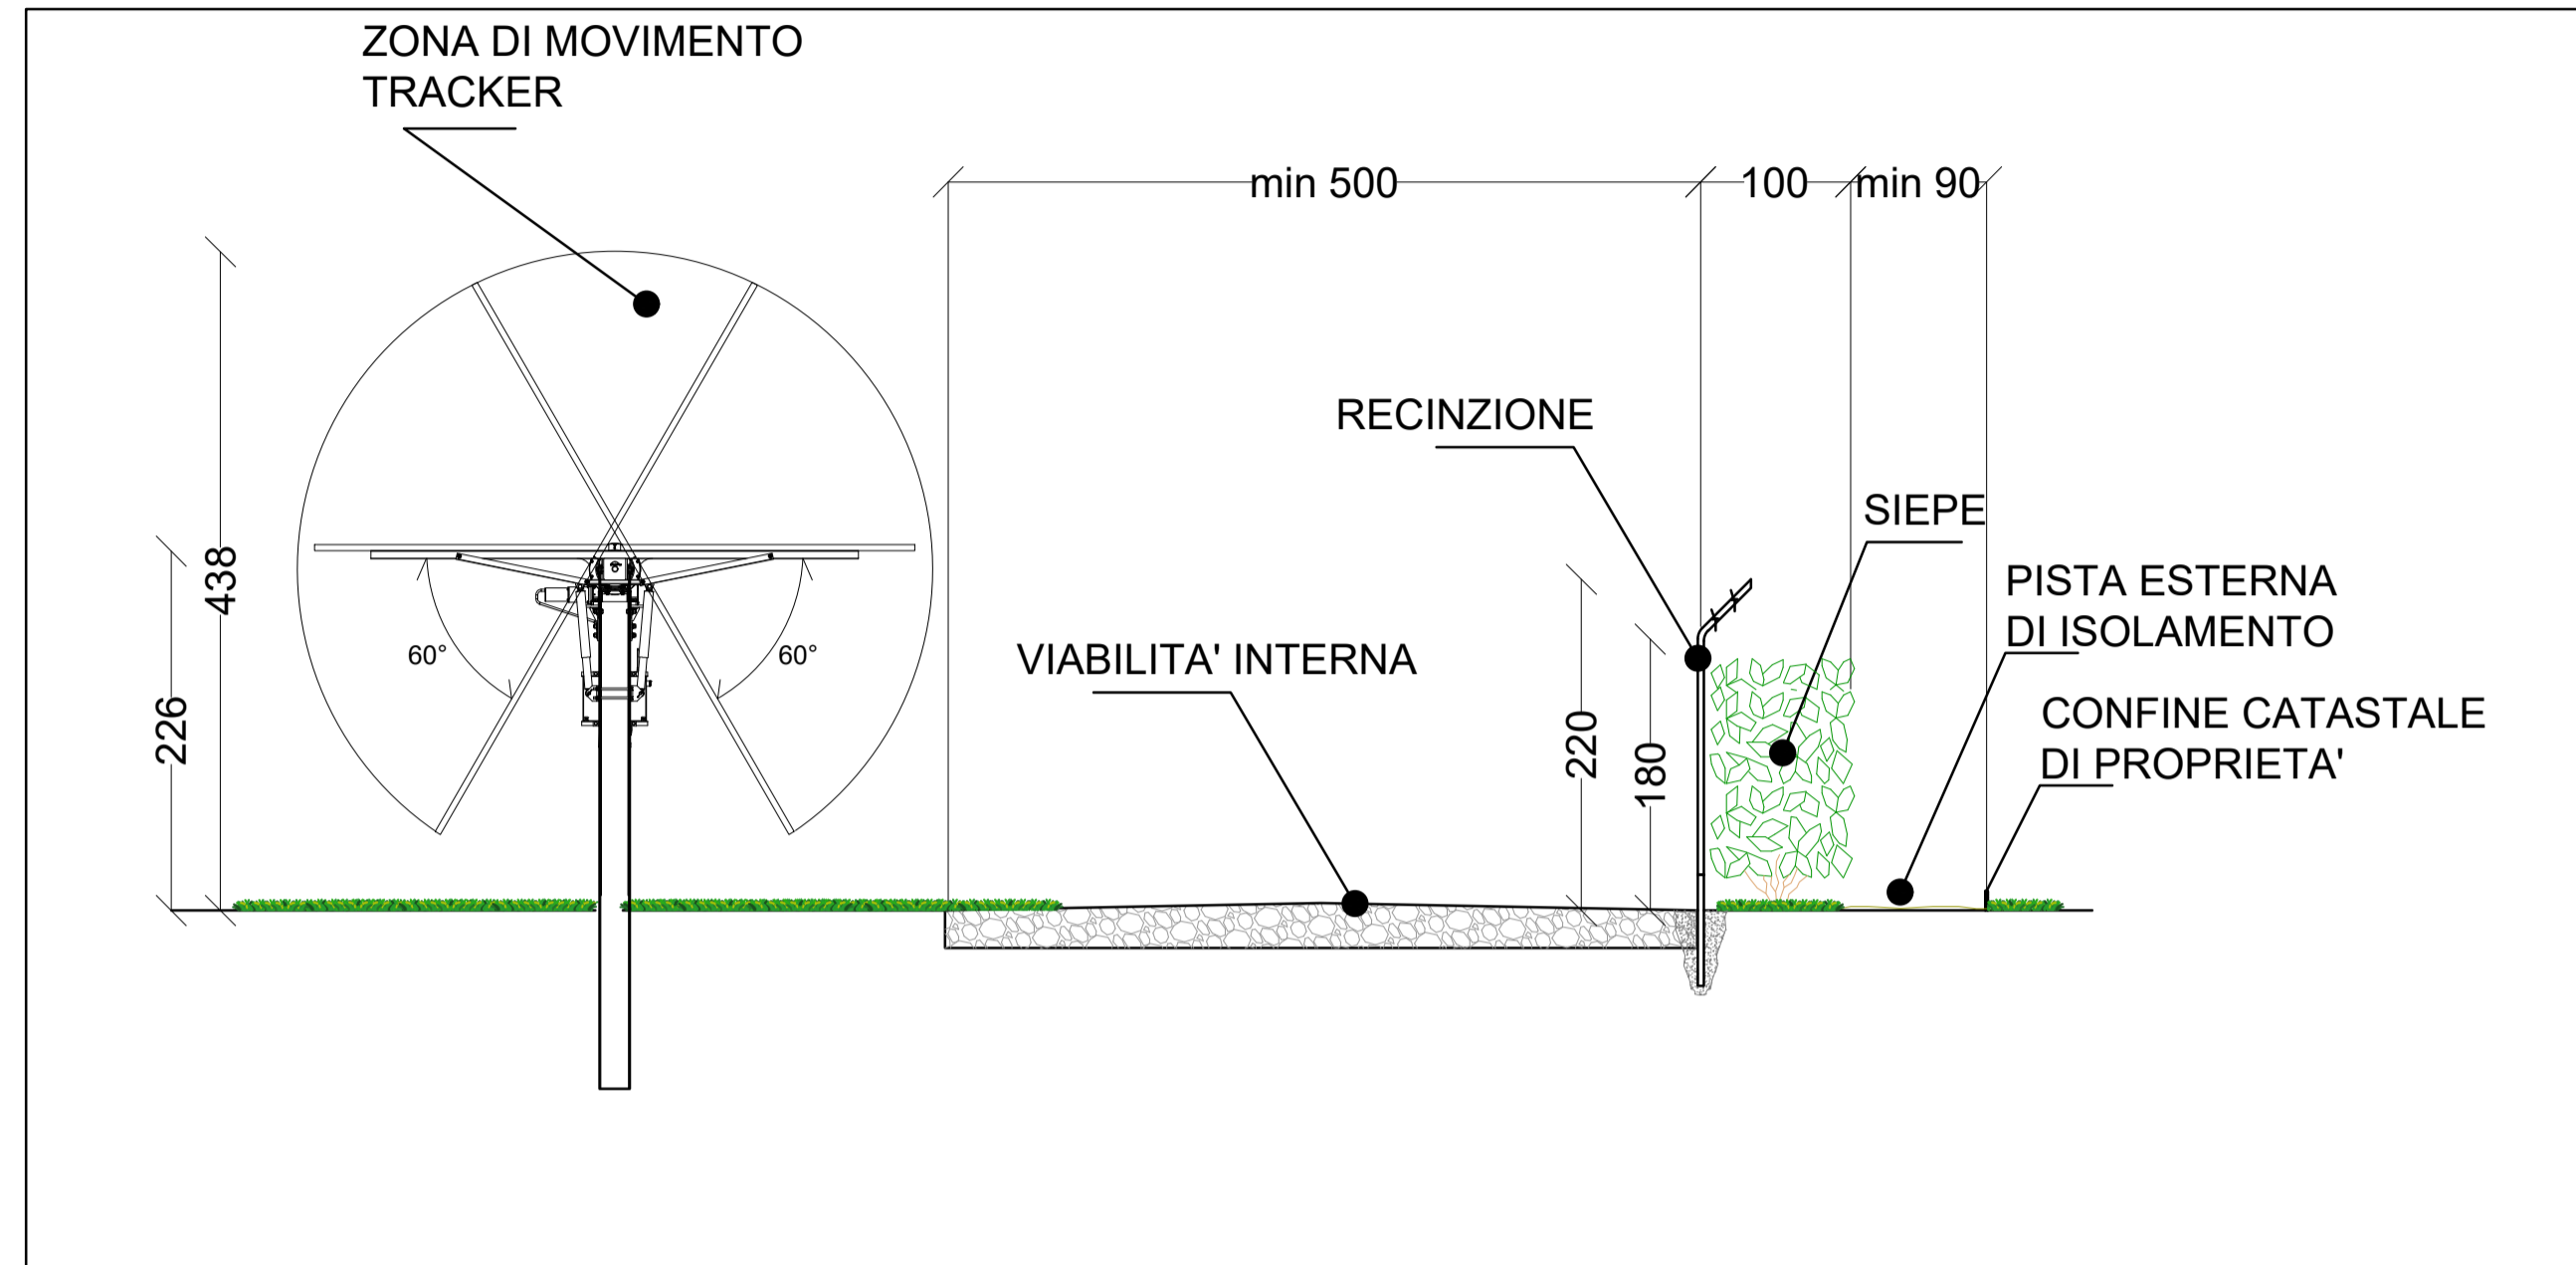 ZONA DI MOVIMENTO
TRACKER
min 500
100
min 90
RECINZIONE
SIEPE
438
PISTA ESTERNA
DI ISOLAMENTO
60°
60°
VIABILITA' INTERNA
226
220
180
CONFINE CATASTALE
DI PROPRIETA'